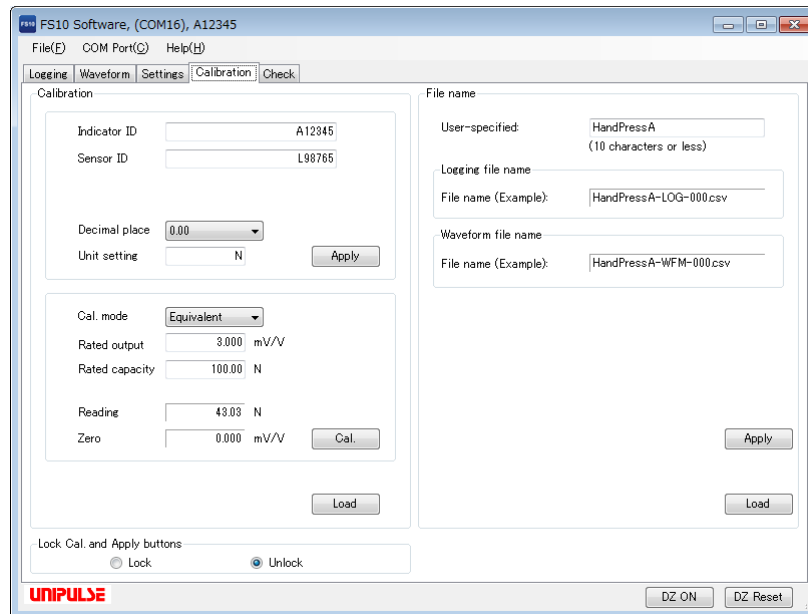 FS10 FS10 Software, (COM16), A12345
File(F) COM Port(C) Help(H)
Logging Waveform Settings Calibration Check
Calibration
Indicator ID A12345
Sensor ID L98765
Decimal place 0.00
Unit setting N Apply
Cal. mode Equivalent
Rated output 3.000 mV/V
Rated capacity 100.00 N
Reading 43.03 N
Zero 0.000 mV/V Cal.
Load
Lock Cal. and Apply buttons
Lock Unlock
File name
User-specified: HandPressA
(10 characters or less)
Logging file name
File name (Example): HandPressA-LOG-000.csv
Waveform file name
File name (Example): HandPressA-WFM-000.csv
Apply
Load
UNIPULSE DZ ON DZ Reset